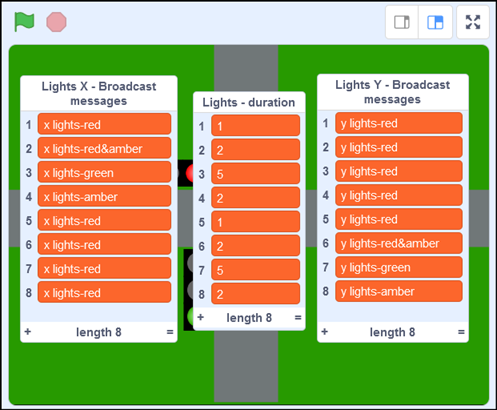 Lights X - Broadcast
messages
1 x lights-red
2 x lights-red&amber
3 x lights-green
4 x lights-amber
5 x lights-red
6 x lights-red
7 x lights-red
8 x lights-red
+ length 8 =
Lights - duration
1 1
2 2
3 5
4 2
5 1
6 2
7 5
8 2
+ length 8 =
Lights Y - Broadcast
messages
1 y lights-red
2 y lights-red
3 y lights-red
4 y lights-red
5 y lights-red
6 y lights-red&amber
7 y lights-green
8 y lights-amber
+ length 8 =